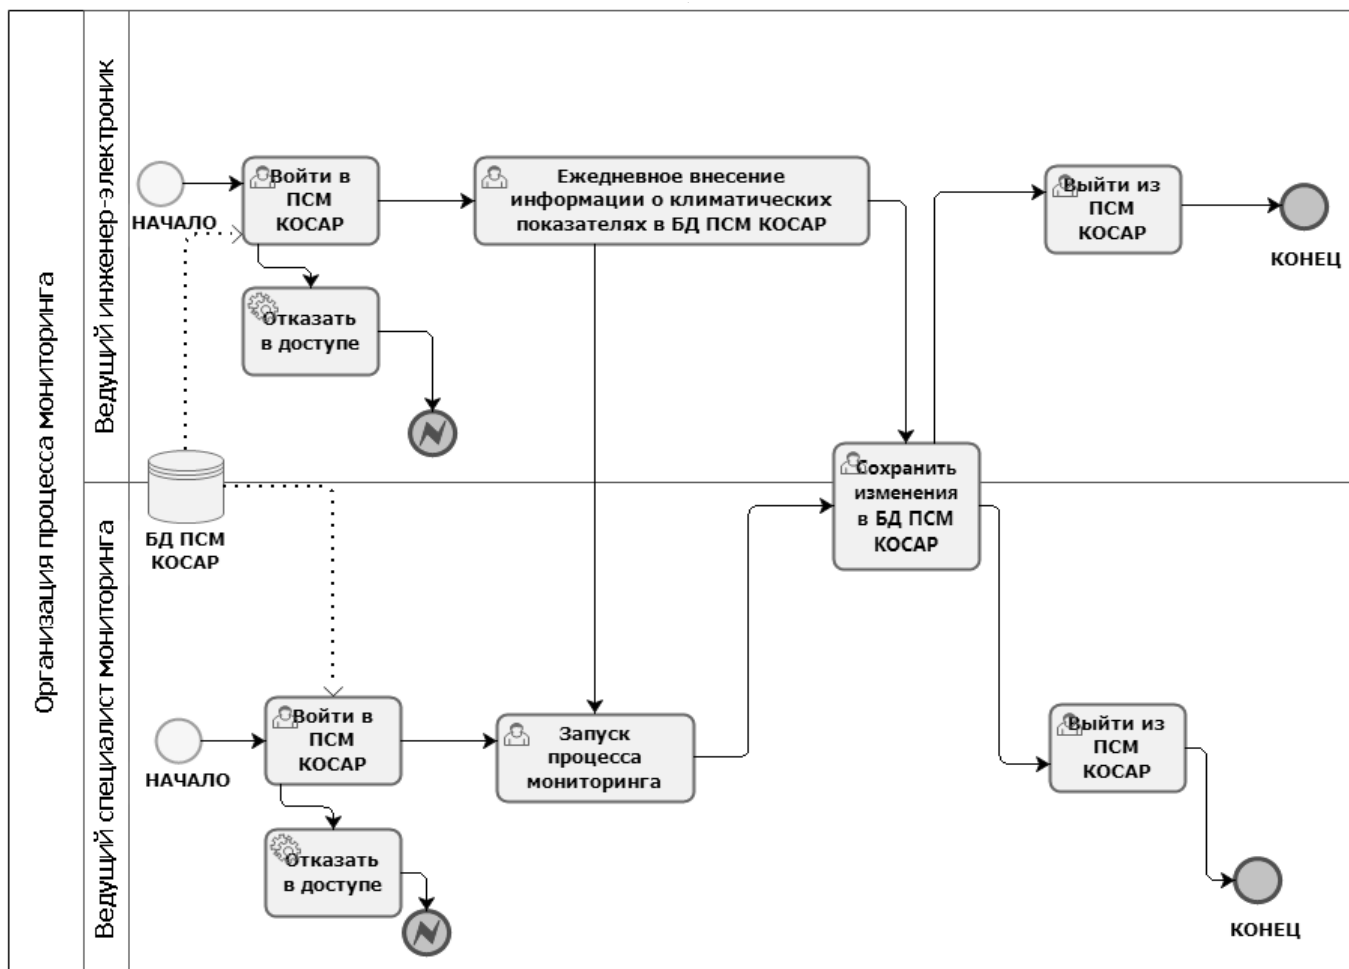 Организация процесса мониторинга
Ведущий инженер-электроник
НАЧАЛО
Войти в
ПСМ
КОСАР
Ежедневное внесение
информации о климатических
показателях в БД ПСМ КОСАР
Выйти из
ПСМ
КОСАР
КОНЕЦ
Отказать
в доступе
БД ПСМ
КОСАР
Сохранить
изменения
в БД ПСМ
КОСАР
Ведущий специалист мониторинга
НАЧАЛО
Войти в
ПСМ
КОСАР
Запуск
процесса
мониторинга
Выйти из
ПСМ
КОСАР
Отказать
в доступе
КОНЕЦ